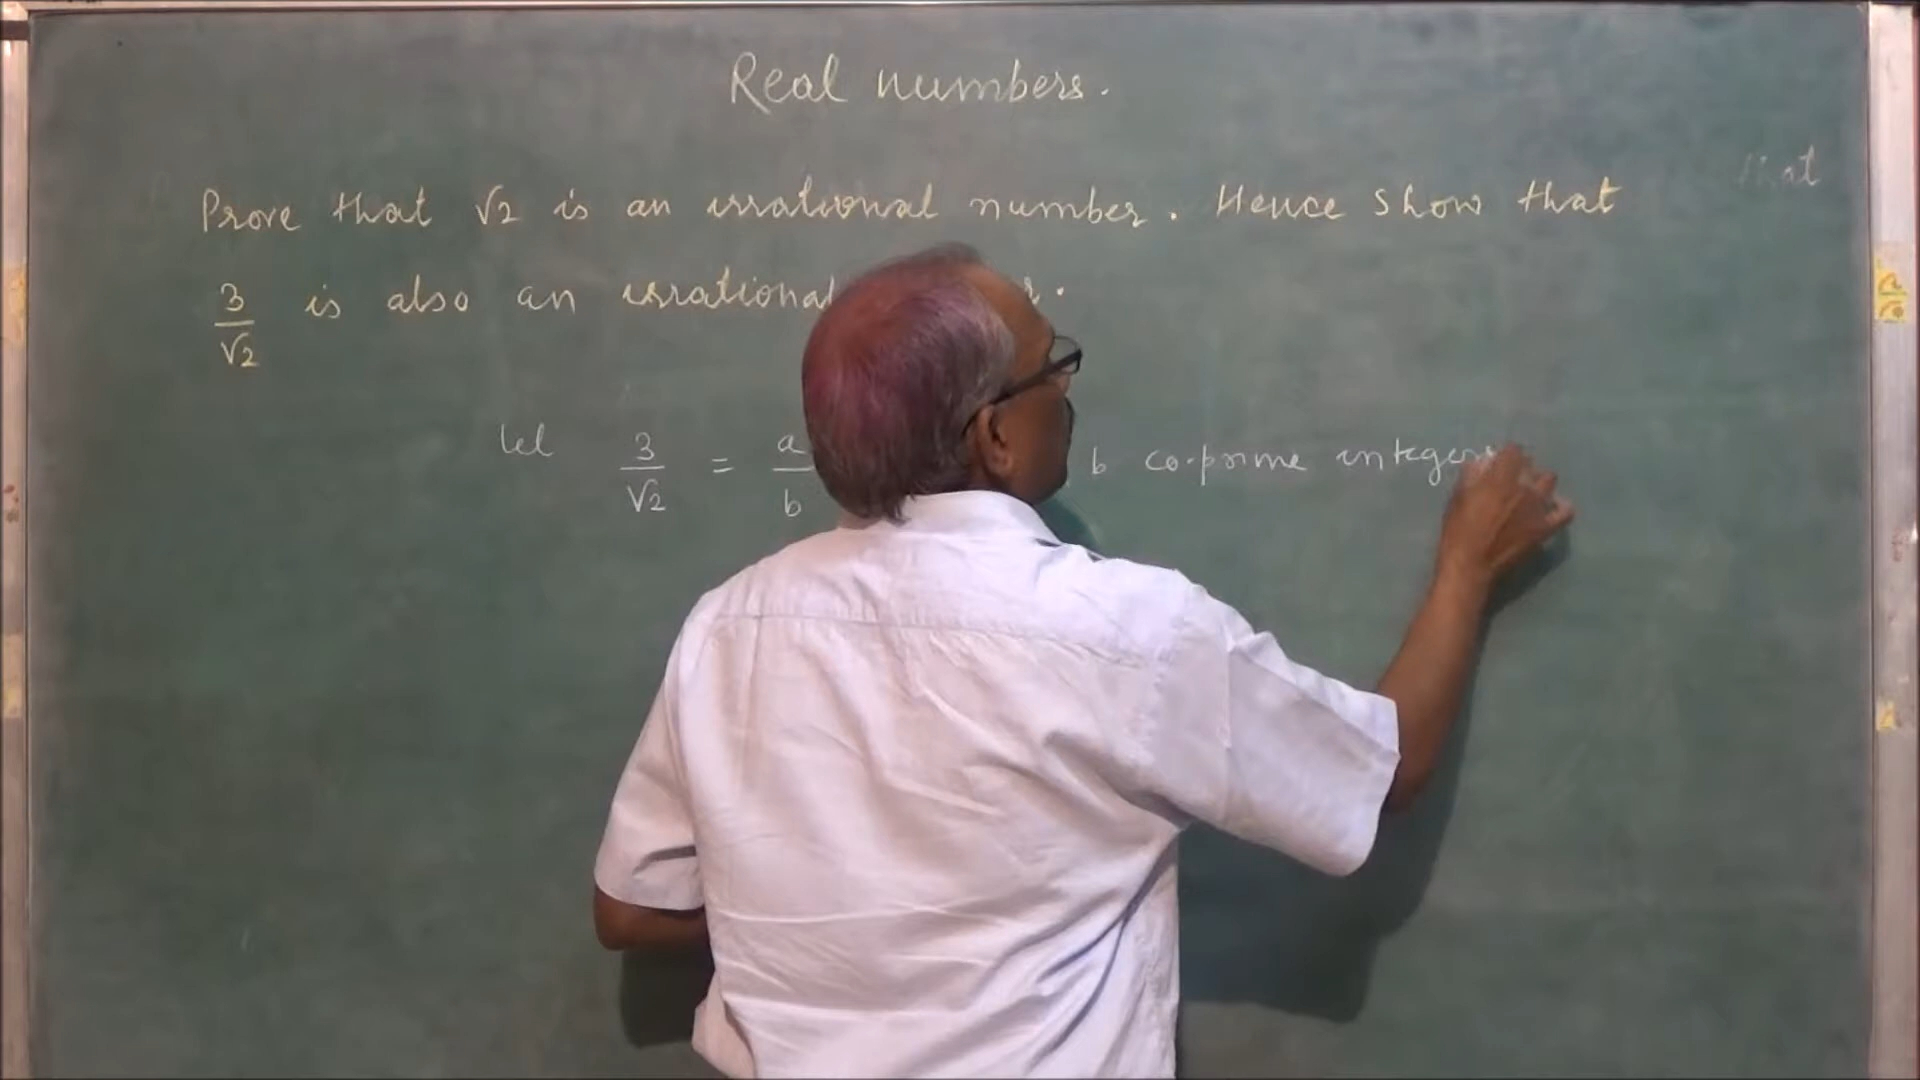 Real numbers.
that
Prove that √2 is an irrational number. Hence show that
3/√2 is also an irrational
let 3/√2 = a/b b co-prime integers